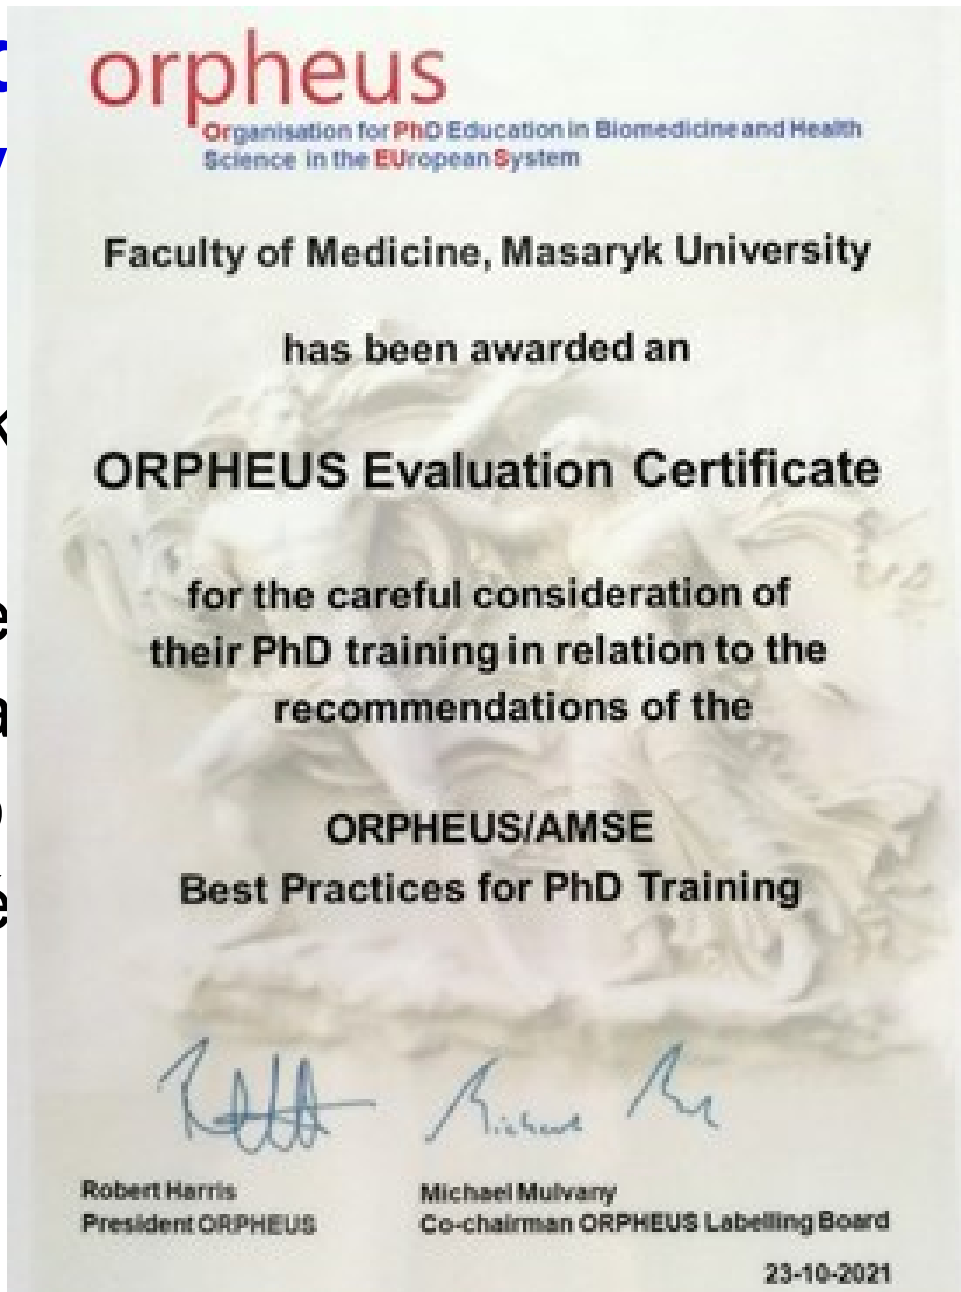 orpheus
Organisation for PhD Education in Biomedicine and Health
Science in the EUropean System
Faculty of Medicine, Masaryk University
has been awarded an
ORPHEUS Evaluation Certificate
for the careful consideration of
their PhD training in relation to the
recommendations of the
ORPHEUS/AMSE
Best Practices for PhD Training
Robert Harris
President ORPHEUS
Michael Mulvany
Co-chairman ORPHEUS Labelling Board
23-10-2021